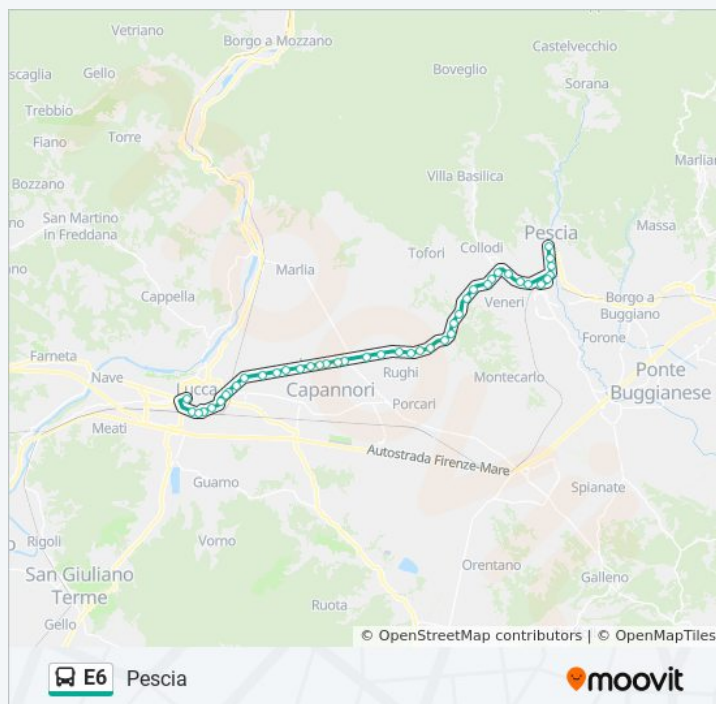 Vetriano
Borgo a Mozzano
Castelvecchio
scaglia
Gello
Boveglio
Sorana
Trebbio
Fiano
Torre
Marlian
Villa Basilica
Bozzano
San Martino
in Freddana
Pescia
Massa
Tofori
Collodi
Marlia
Cappella
Veneri
Borgo a
Buggiano
Forone
Farneta
Nave
Rughi
Montecarlo
Ponte
Buggianese
Lucca
Capannori
Porcari
Meati
Autostrada Firenze-Mare
Guamo
Spianate
Rigoli
Vorno
Orentano
San Giuliano
Terme
Galleno
Gello
Ruota
© OpenStreetMap contributors | © OpenMapTiles
E6 Pescia
moovit